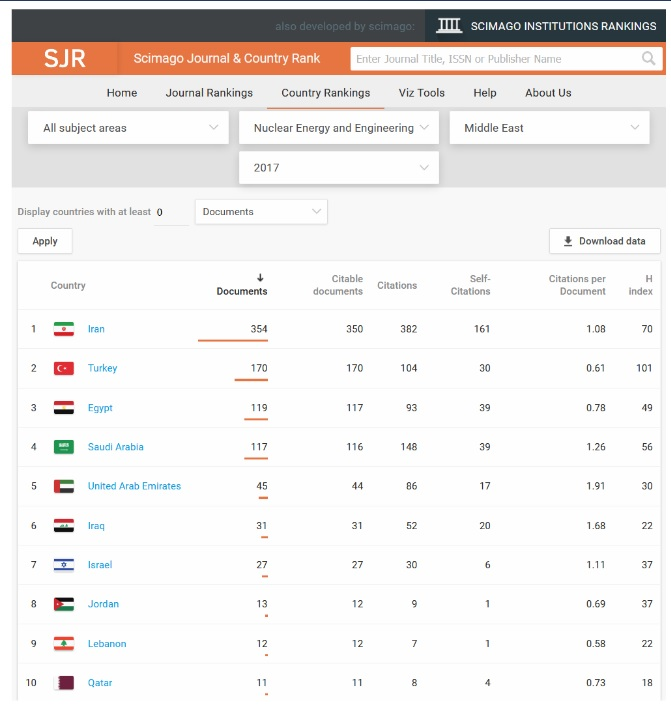 also developed by scimago: SCIMAGO INSTITUTIONS RANKINGS
SJR Scimago Journal & Country Rank Enter Journal Title, ISSN or Publisher Name
Home Journal Rankings Country Rankings Viz Tools Help About Us
All subject areas Nuclear Energy and Engineering Middle East
2017
Display countries with at least 0 Documents
Apply Download data
Country Documents Citable documents Citations Self-Citations Citations per Document H index
1 Iran 354 350 382 161 1.08 70
2 Turkey 170 170 104 30 0.61 101
3 Egypt 119 117 93 39 0.78 49
4 Saudi Arabia 117 116 148 39 1.26 56
5 United Arab Emirates 45 44 86 17 1.91 30
6 Iraq 31 31 52 20 1.68 22
7 Israel 27 27 30 6 1.11 37
8 Jordan 13 12 9 1 0.69 37
9 Lebanon 12 12 7 1 0.58 22
10 Qatar 11 11 8 4 0.73 18